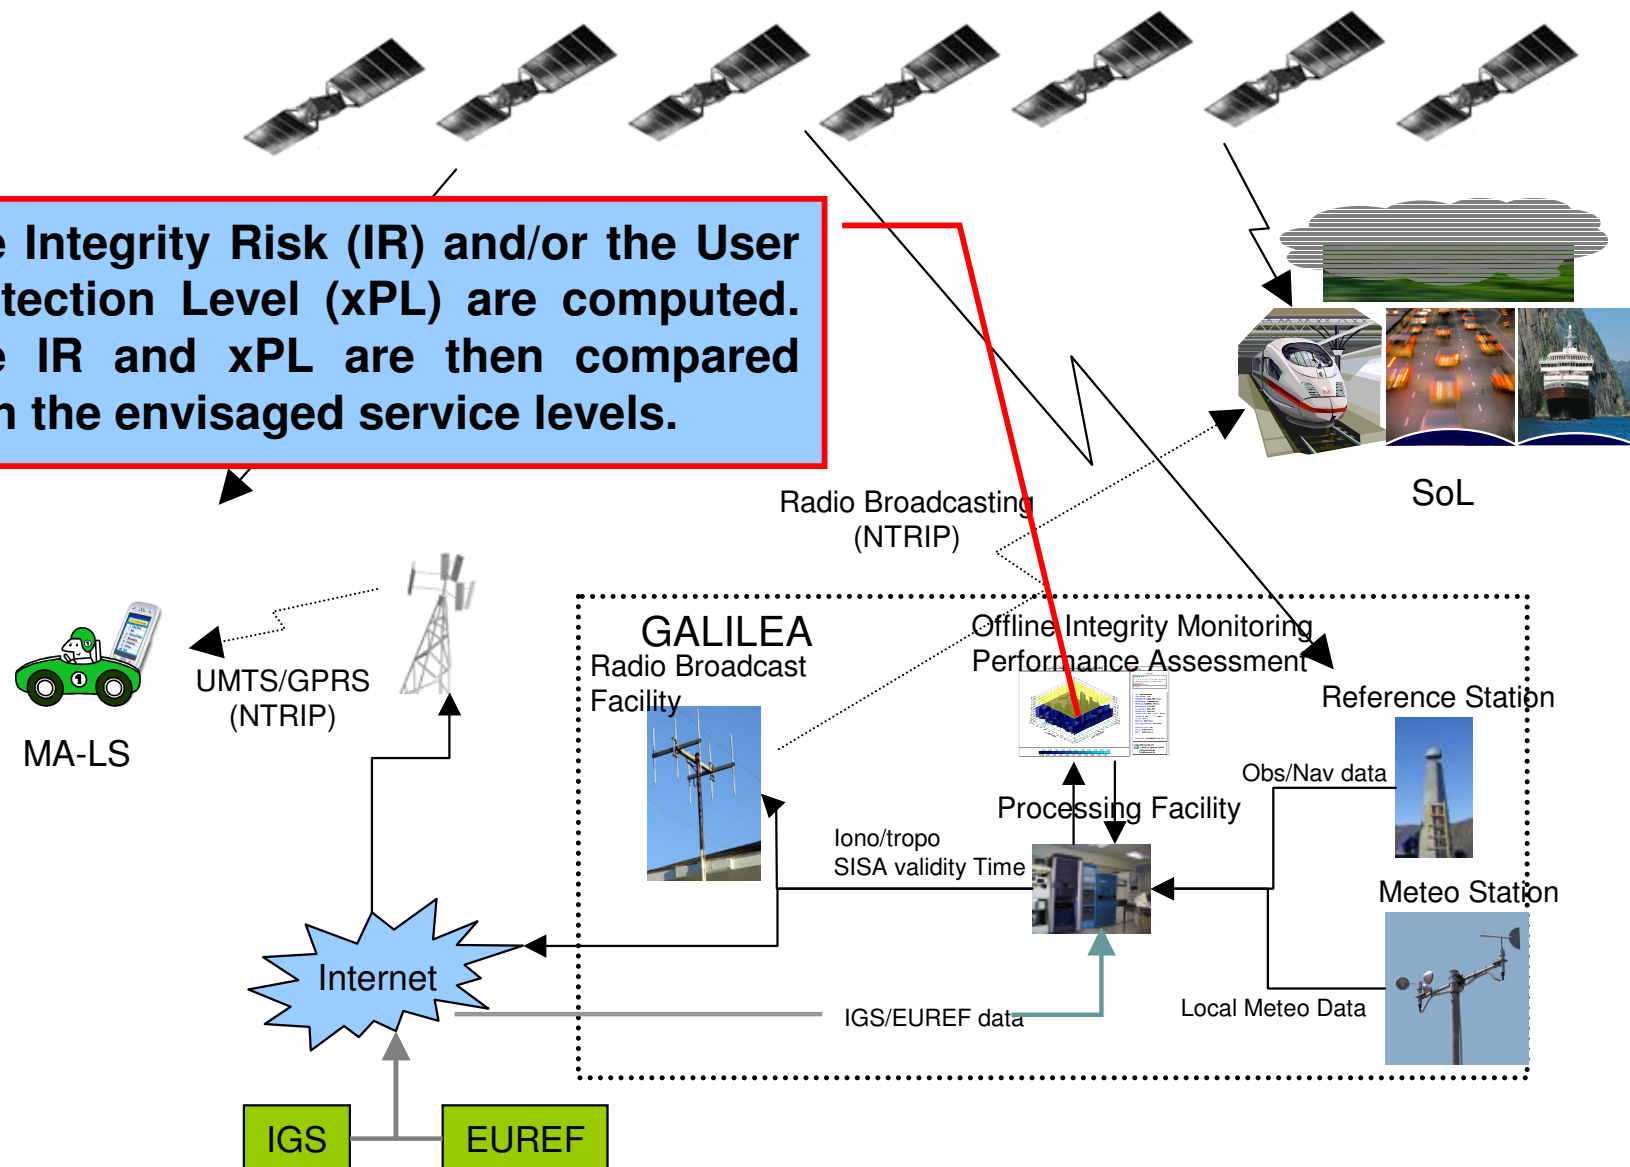 e Integrity Risk (IR) and/or the User
tection Level (xPL) are computed.
e IR and xPL are then compared
h the envisaged service levels.
SoL
Radio Broadcasting
(NTRIP)
GALILEA
Radio Broadcast
Facility
Offline Integrity Monitoring
Performance Assessment
UMTS/GPRS
(NTRIP)
MA-LS
Reference Station
Obs/Nav data
Processing Facility
Iono/tropo
SISA validity Time
Meteo Station
Internet
IGS/EUREF data
Local Meteo Data
IGS
EUREF